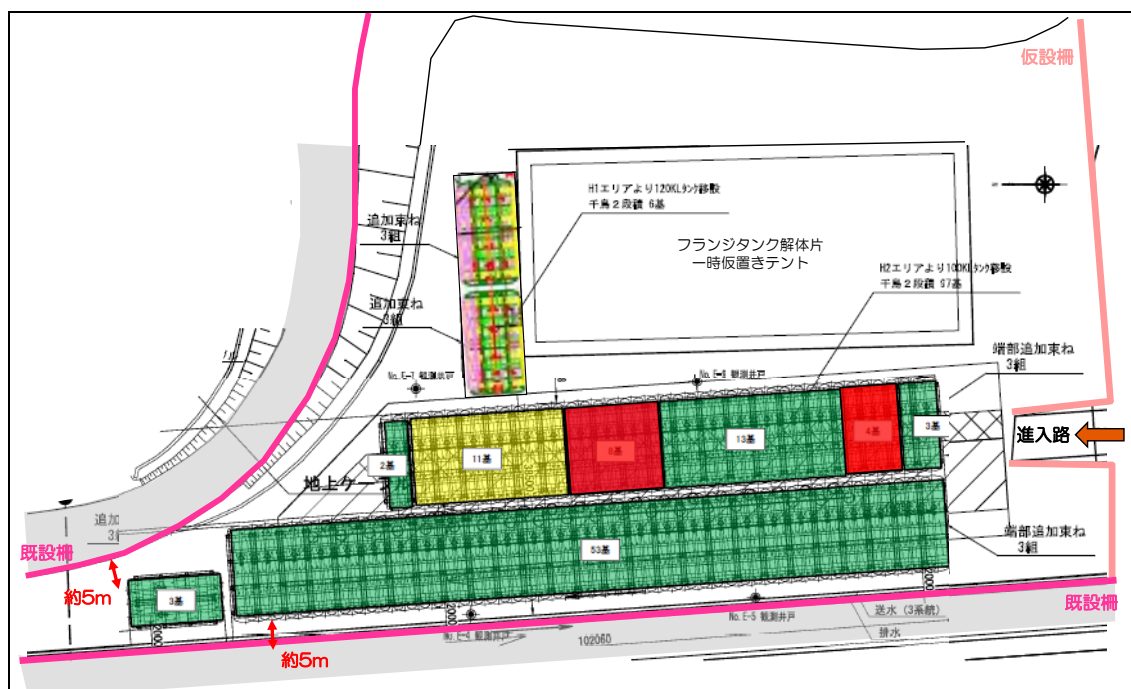 仮設柵
H1エリアより120KLタンク移設
千鳥2段積 6基
追加束ね
3組
フランジタンク解体片
一時仮置きテント
H2エリアより100KLタンク移設
千鳥2段積 97基
追加束ね
3組
端部追加束ね
3組
No.E-7 観測井戸
No.E-8 観測井戸
進入路
2基
11基
8基
13基
4基
3基
地上ケー
追加
3組
既設柵
53基
端部追加束ね
3組
約5m
3基
既設柵
No.E-4 観測井戸
No.E-5 観測井戸
送水(3系統)
排水
102060
約5m